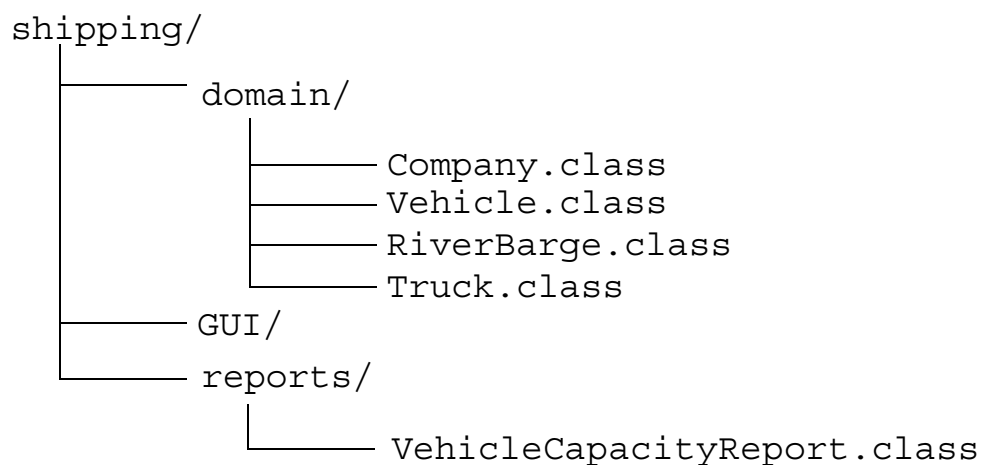 shipping/
domain/
Company.class
Vehicle.class
RiverBarge.class
Truck.class
GUI/
reports/
VehicleCapacityReport.class